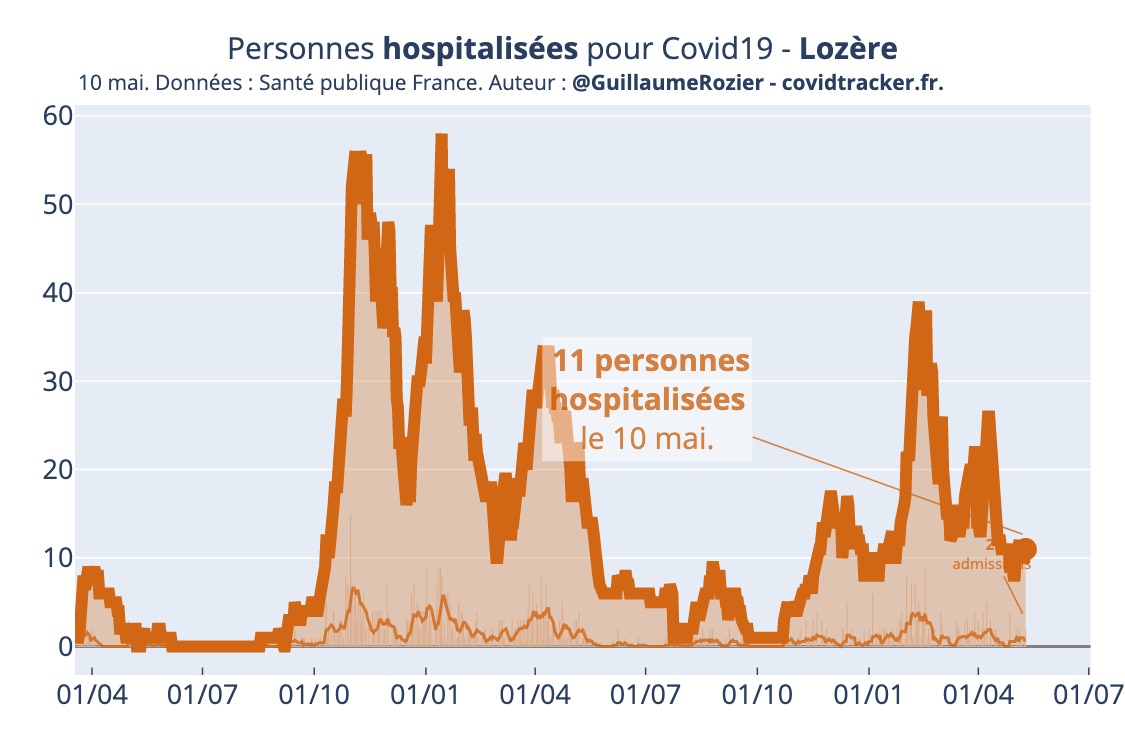 Personnes hospitalisées pour Covid19 - Lozère
10 mai. Données : Santé publique France. Auteur : @GuillaumeRozier - covidtracker.fr.
60
50
40
30
20
10
0
11 personnes
hospitalisées
le 10 mai.
2
admissions
01/04 01/07 01/10 01/01 01/04 01/07 01/10 01/01 01/04 01/07